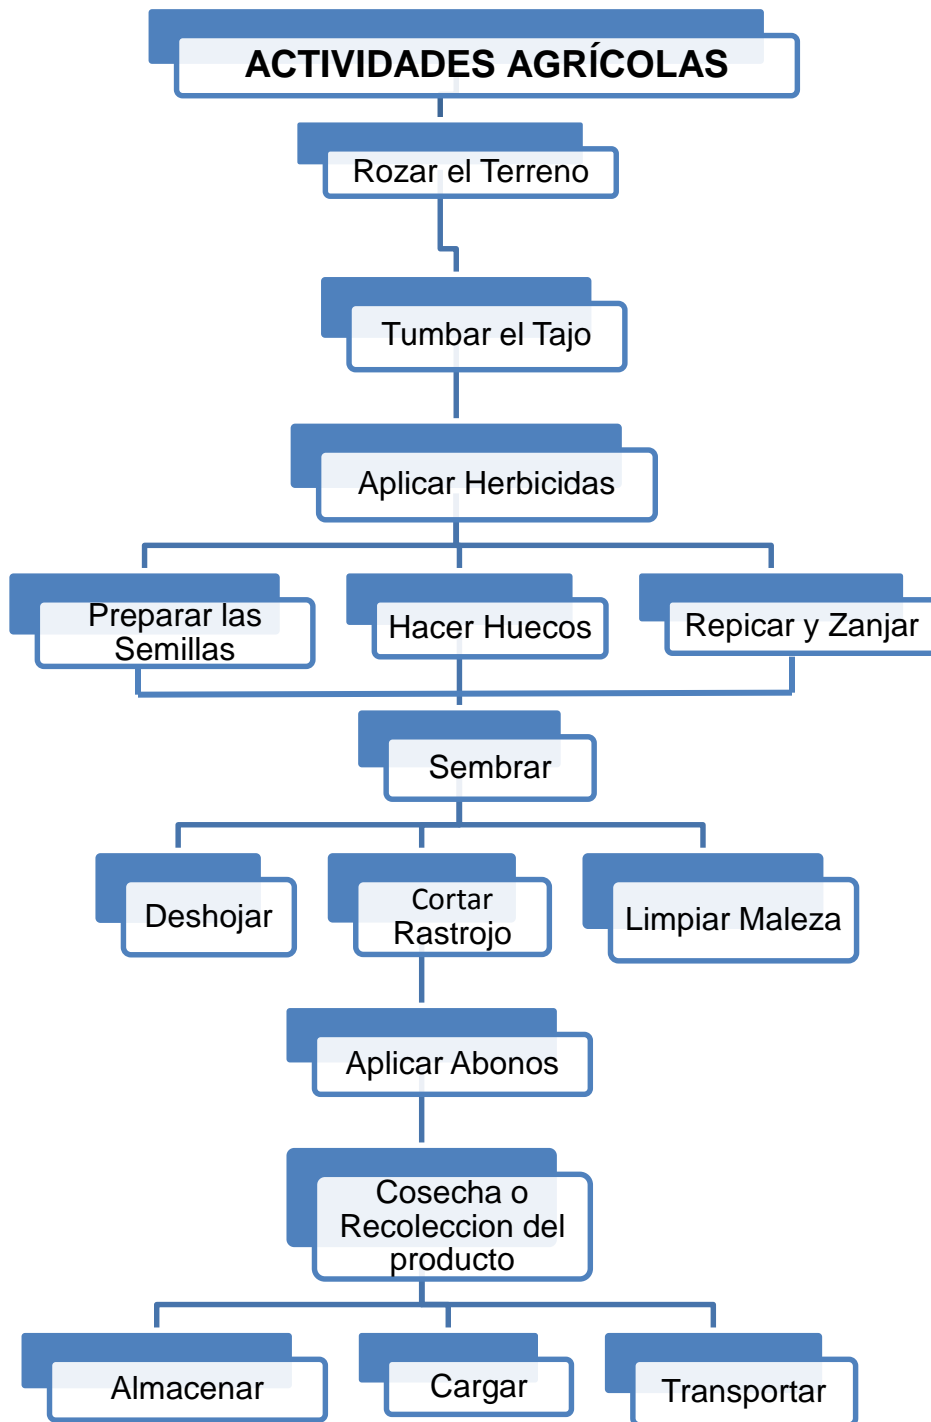 ACTIVIDADES AGRÍCOLAS
Rozar el Terreno
Tumbar el Tajo
Aplicar Herbicidas
Preparar las
Semillas
Hacer Huecos
Repicar y Zanjar
Sembrar
Deshojar
Cortar
Rastrojo
Limpiar Maleza
Aplicar Abonos
Cosecha o
Recoleccion del
producto
Almacenar
Cargar
Transportar